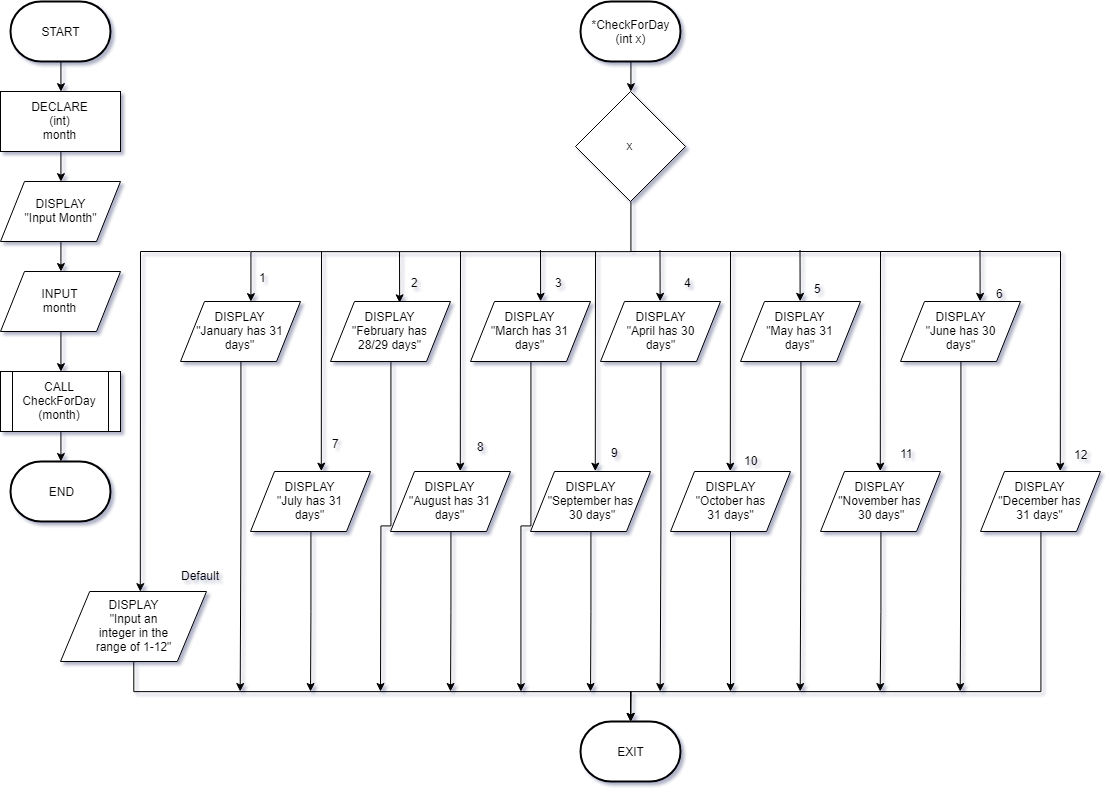 START
DECLARE
(int)
month
DISPLAY
"Input Month"
INPUT
month
CALL
CheckForDay
(month)
END
*CheckForDay
(int x)
x
1
DISPLAY
"January has 31
days"
2
DISPLAY
"February has
28/29 days"
3
DISPLAY
"March has 31
days"
4
DISPLAY
"April has 30
days"
5
DISPLAY
"May has 31
days"
6
DISPLAY
"June has 30
days"
7
DISPLAY
"July has 31
days"
8
DISPLAY
"August has 31
days"
9
DISPLAY
"September has
30 days"
10
DISPLAY
"October has
31 days"
11
DISPLAY
"November has
30 days"
12
DISPLAY
"December has
31 days"
Default
DISPLAY
"Input an
integer in the
range of 1-12"
EXIT